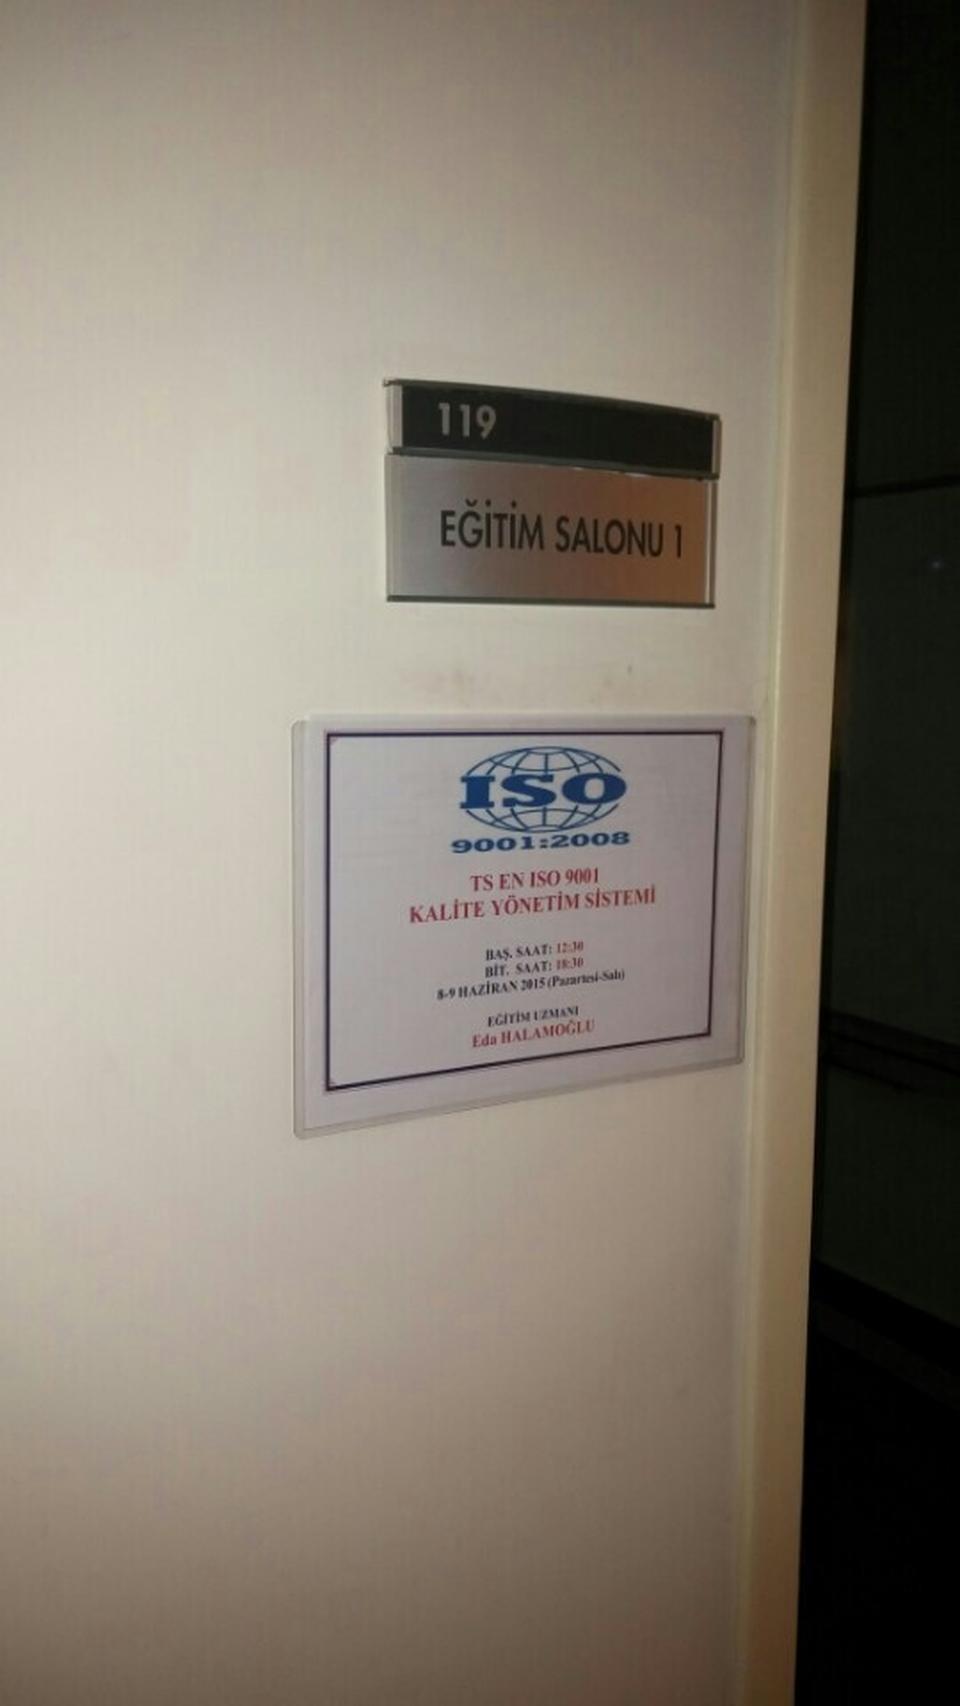 119
EĞİTİM SALONU 1
ISO
9001:2008
TS EN ISO 9001
KALİTE YÖNETİM SİSTEMİ
BAŞ. SAAT: 12:30
BİT. SAAT: 18:30
8-9 HAZİRAN 2015 (Pazartesi-Salı)
EĞİTİM UZMANI
Eda HALAMOĞLU